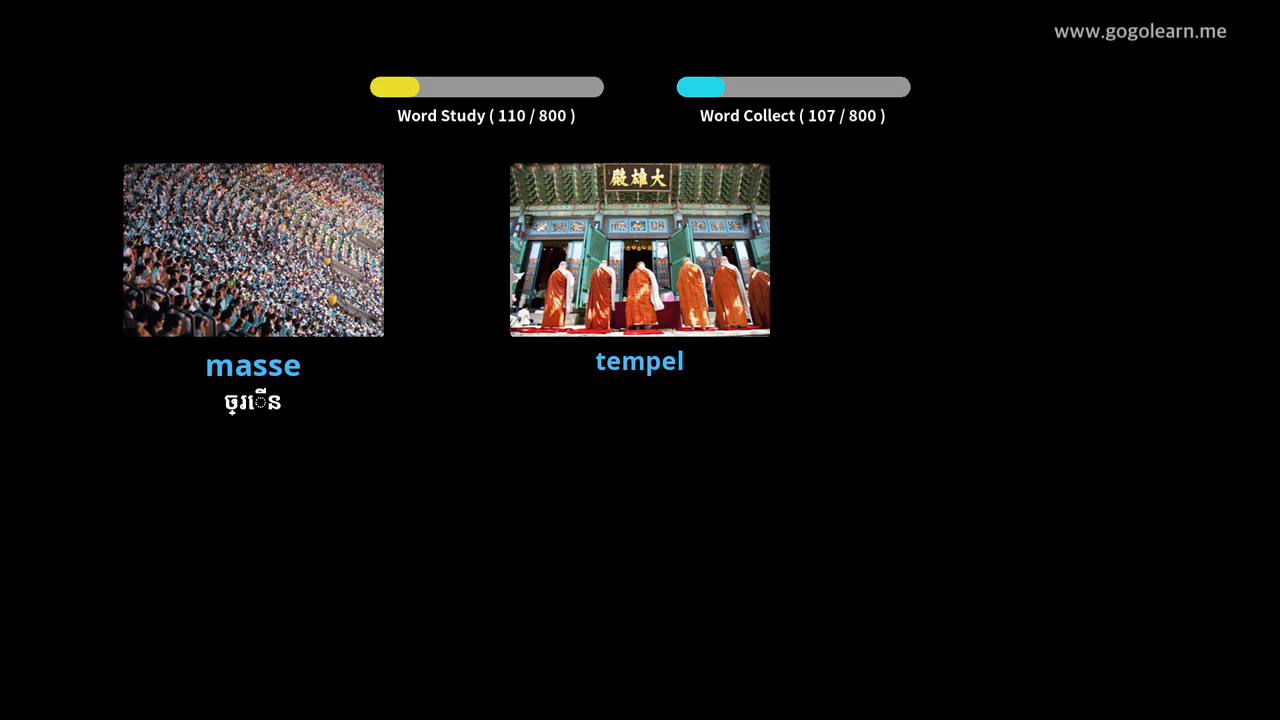 www.gogolearn.me
Word Study ( 110 / 800 )
Word Collect ( 107 / 800 )
殿雄大
masse
tempel
ច្រើន